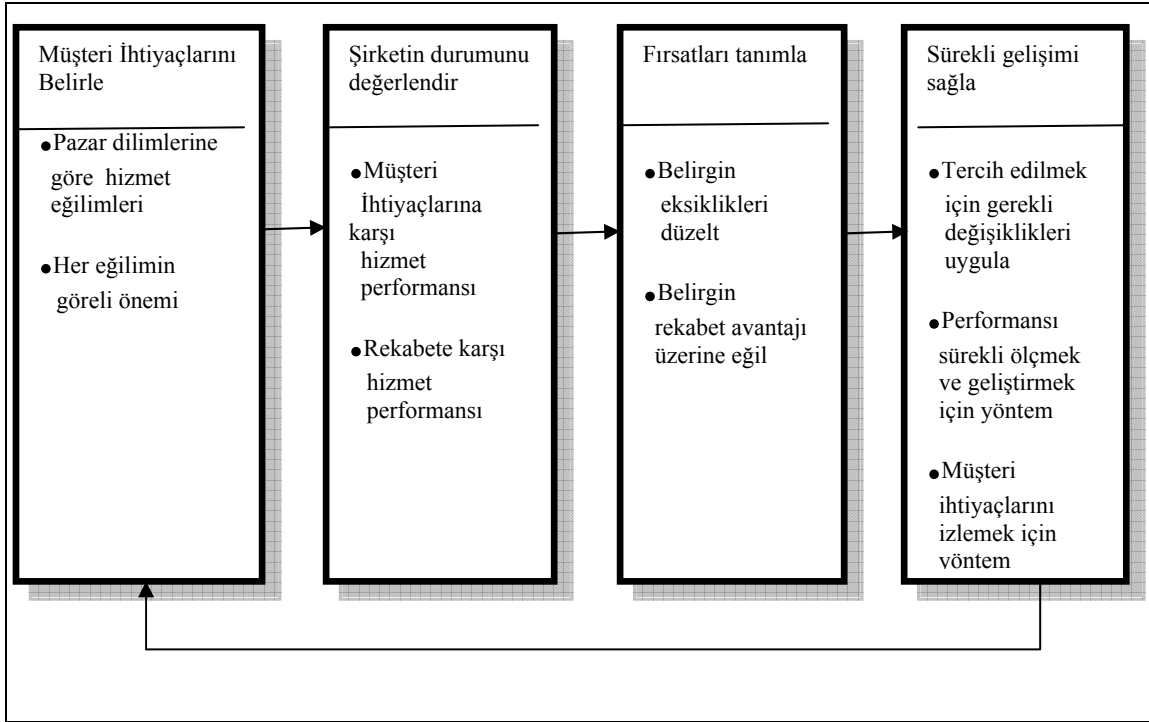 Müşteri İhtiyaçlarını
Belirle
●Pazar dilimlerine
göre hizmet
eğilimleri
●Her eğilimin
göreli önemi
Şirketin durumunu
değerlendir
●Müşteri
İhtiyaçlarına
karşı
hizmet
performansı
●Rekabete karşı
hizmet
performansı
Fırsatları tanımla
●Belirgin
eksiklikleri
düzelt
●Belirgin
rekabet avantajı
üzerine eğil
Sürekli gelişimi
sağla
●Tercih edilmek
için gerekli
değişiklikleri
uygula
●Performansı
sürekli ölçmek
ve geliştirmek
için yöntem
●Müşteri
ihtiyaçlarını
izlemek için
yöntem